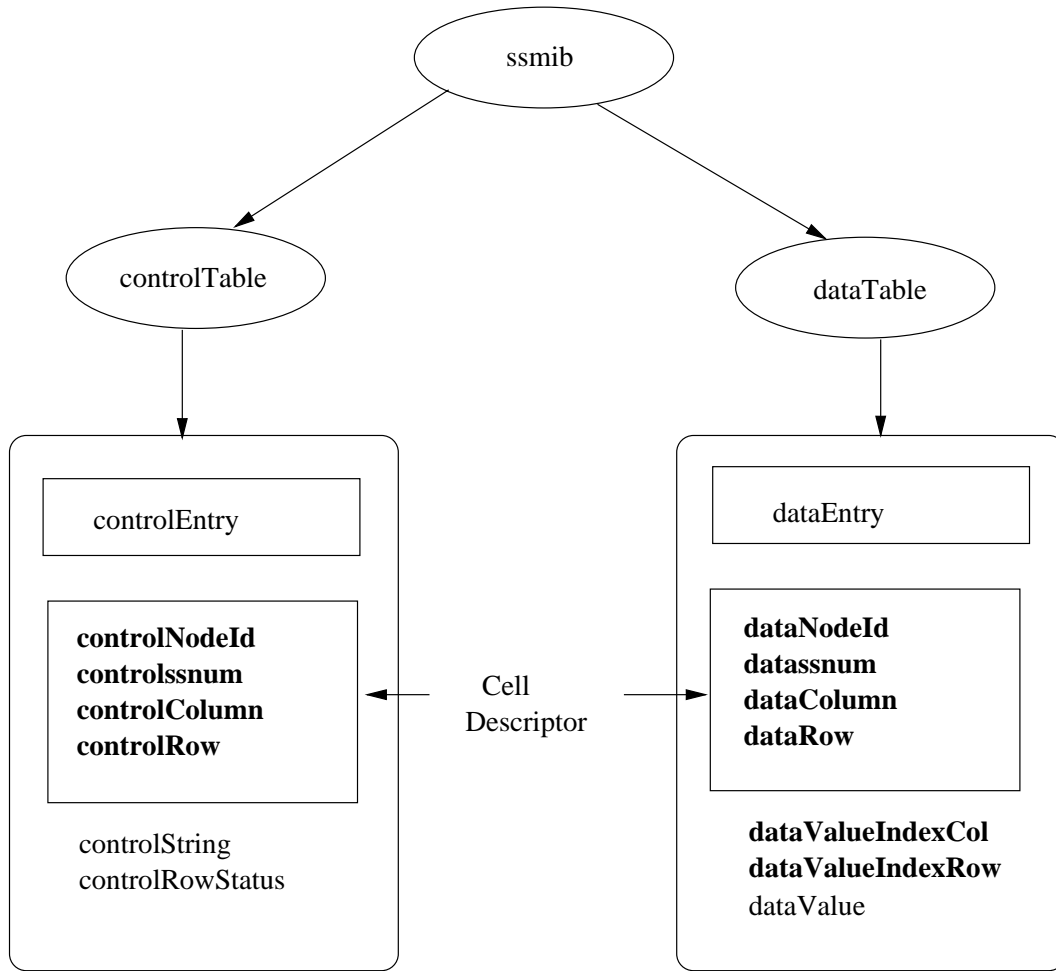 ssmib
controlTable
dataTable
controlEntry
controlNodeId
controlssnum
controlColumn
controlRow
controlString
controlRowStatus
Cell
Descriptor
dataEntry
dataNodeId
datassnum
dataColumn
dataRow
dataValueIndexCol
dataValueIndexRow
dataValue